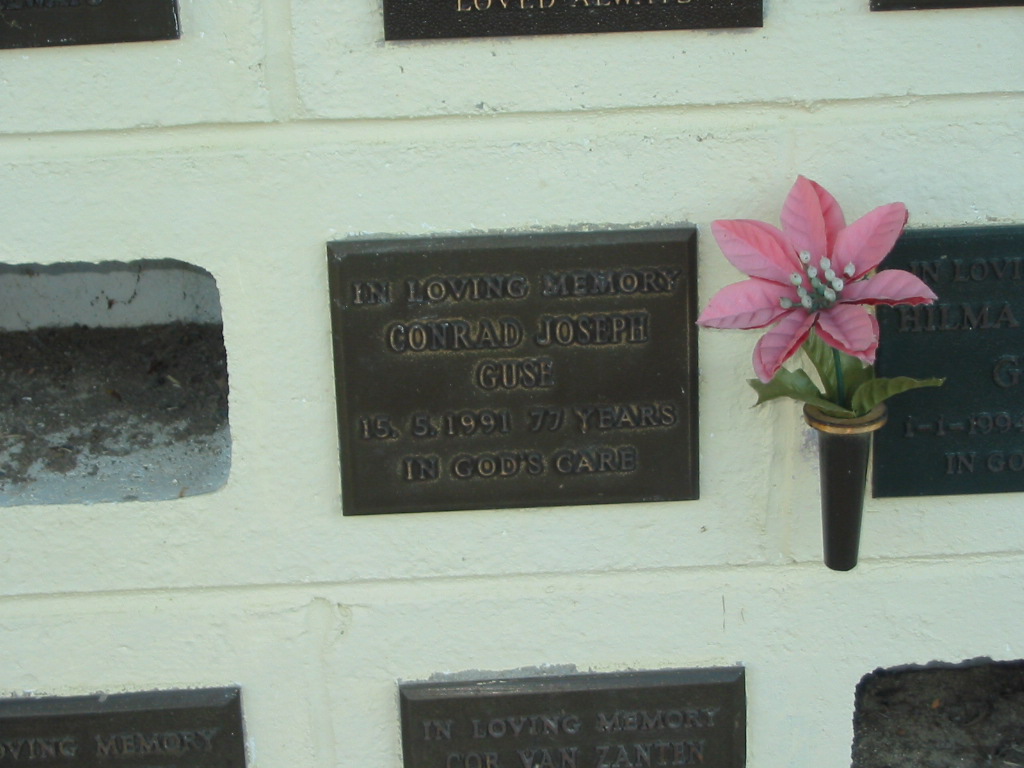 LOVED ALWAYS
IN LOVING MEMORY
CONRAD JOSEPH
GUSE
15. 5. 1991 77 YEARS
IN GOD'S CARE
IN LOVI
HILMA
G
1-1-199
IN GO
OVING MEMORY
IN LOVING MEMORY
COR VAN ZANTEN